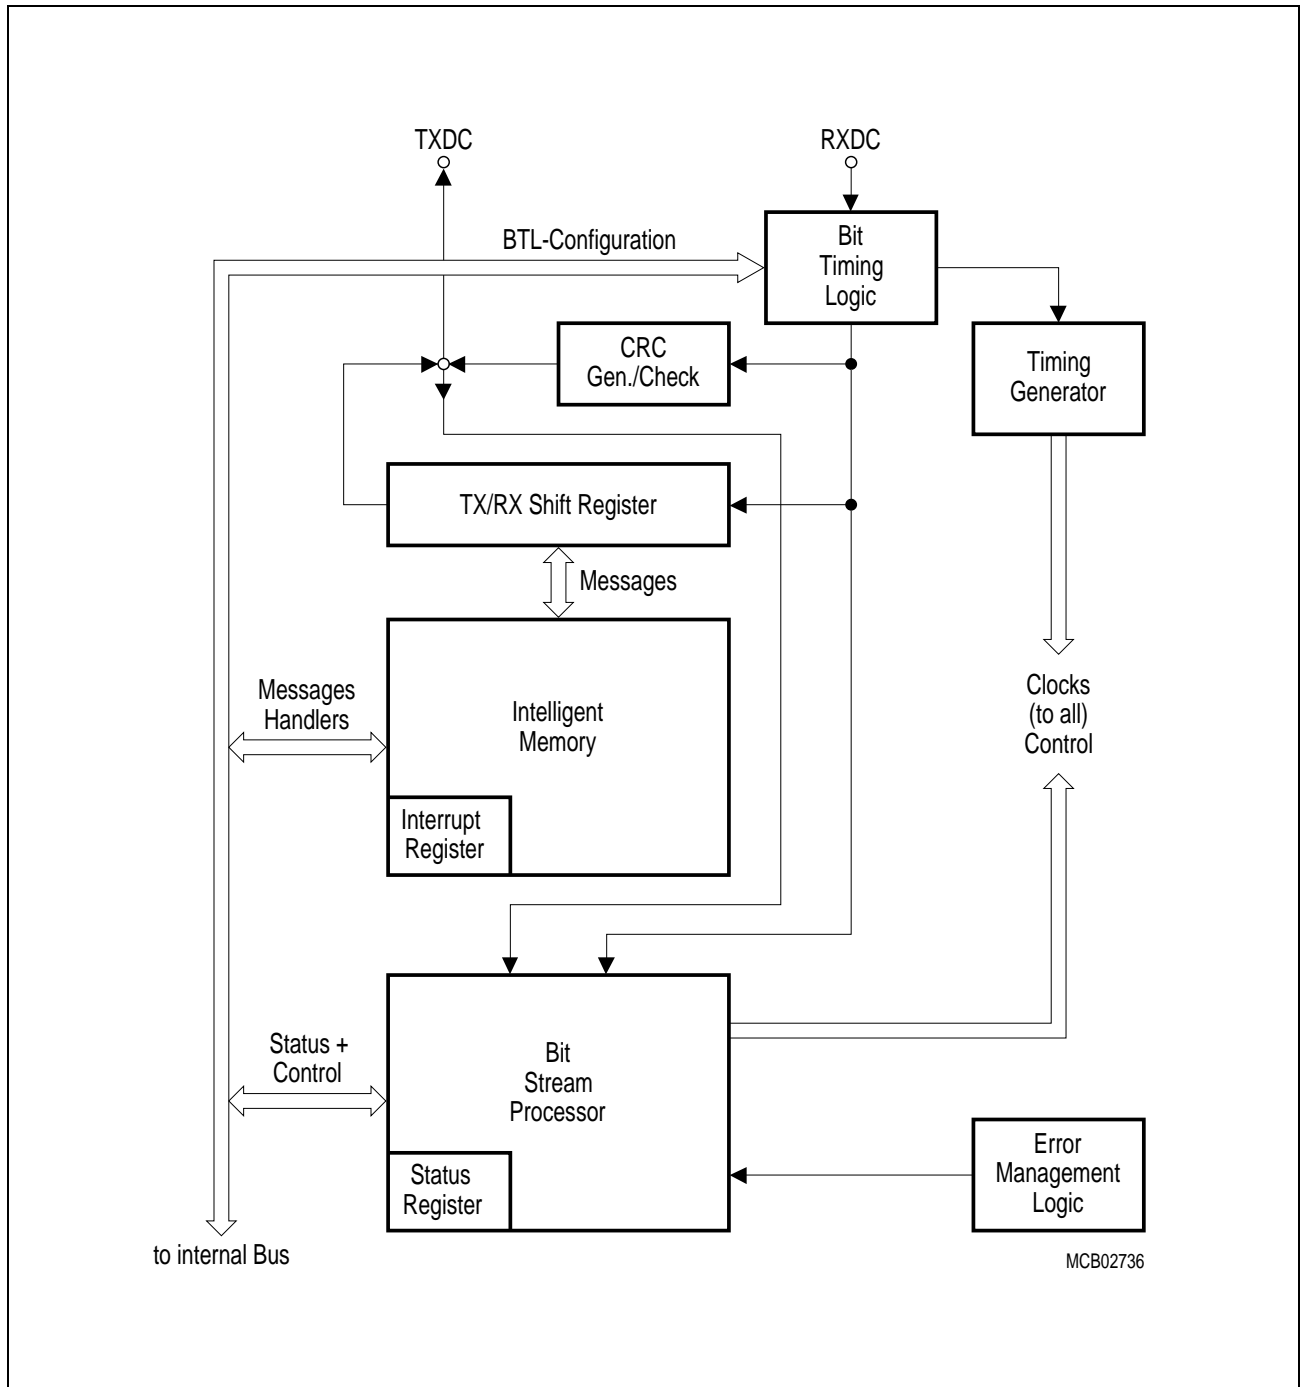 TXDC
RXDC
BTL-Configuration
Bit
Timing
Logic
CRC
Gen./Check
Timing
Generator
TX/RX Shift Register
Messages
Messages
Handlers
Intelligent
Memory
Clocks
(to all)
Control
Interrupt
Register
Status +
Control
Bit
Stream
Processor
Status
Register
Error
Management
Logic
to internal Bus
MCB02736